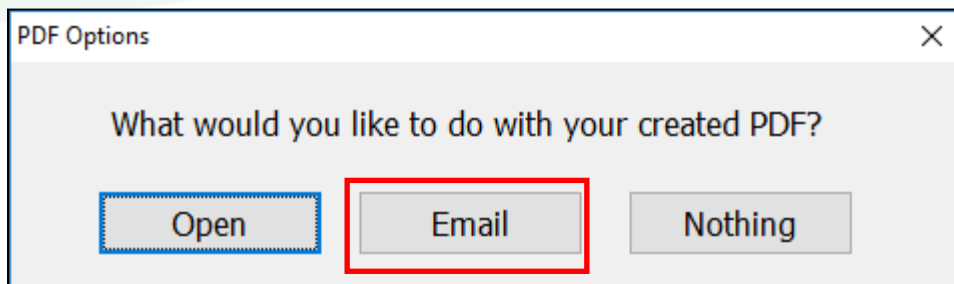 PDF Options
What would you like to do with your created PDF?
Open Email Nothing